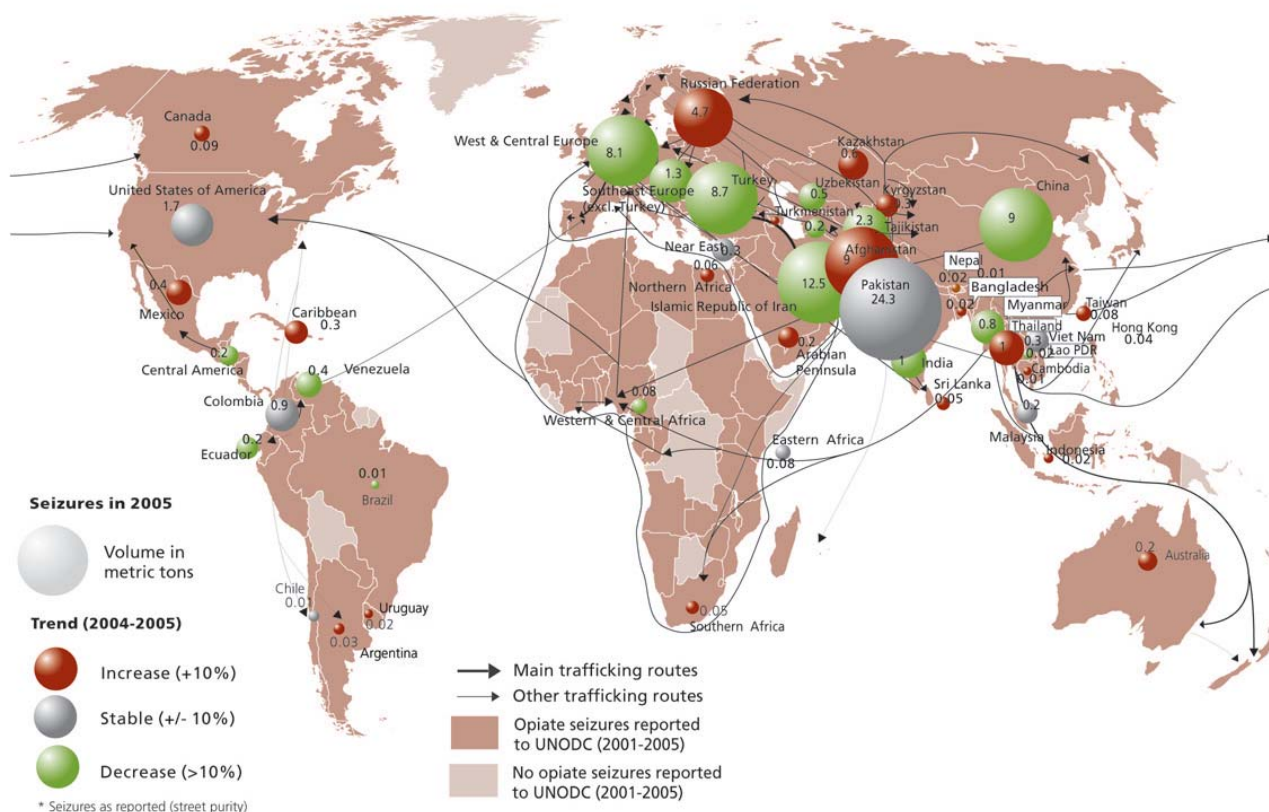 Russian Federation
4.7
Canada
0.09
West & Central Europe
8.1
Kazakhstan
0.6
United States of America
1.7
1.3
Southeast Europe
(excl. Turkey)
Turkey
8.7
Uzbekistan
0.5
Kyrgyzstan
China
9
Turkmenistan
0.2
2.3
Tajikistan
Near East
0.3
Afghanistan
9
0.06
Northern Africa
Nepal
0.02
0.01
Bangladesh
0.02
0.4
Mexico
Islamic Republic of Iran
12.5
Pakistan
24.3
Myanmar
Taiwan
0.08
Caribbean
0.3
0.8
Thailand
1
0.3
Viet Nam
Hong Kong
0.04
0.2
Central America
0.2
Arabian
Peninsula
1
India
0.02
Lao PDR
Cambodia
0.01
0.4
Venezuela
Sri Lanka
0.05
Colombia
0.9
0.08
Western & Central Africa
0.2
Malaysia
0.2
Ecuador
Eastern Africa
0.08
Indonesia
0.02
0.01
Brazil
Seizures in 2005
Volume in
metric tons
0.2
Australia
Chile
0.01
Uruguay
0.02
0.05
Southern Africa
Trend (2004-2005)
0.03
Argentina
Increase (+10%)
Stable (+/- 10%)
Decrease (>10%)
* Seizures as reported (street purity)
Main trafficking routes
Other trafficking routes
Opiate seizures reported
to UNODC (2001-2005)
No opiate seizures reported
to UNODC (2001-2005)